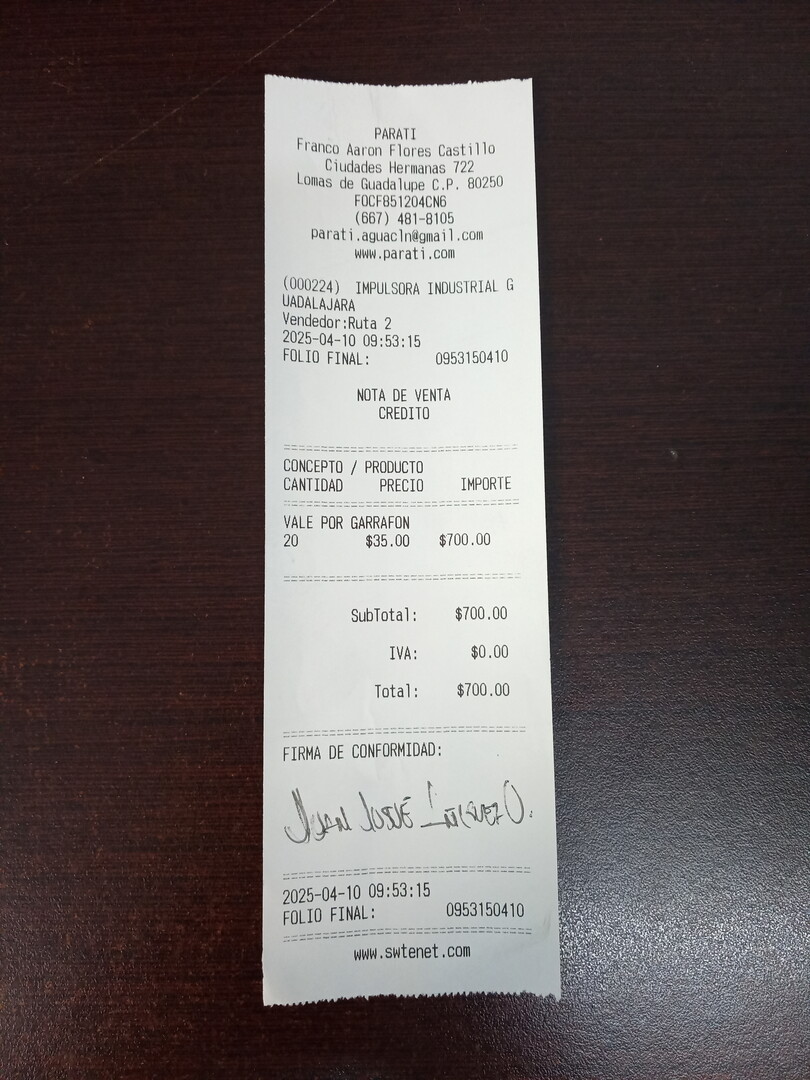 PARATI
Franco Aaron Flores Castillo
Ciudades Hermanas 722
Lomas de Guadalupe C.P. 80250
FOCF851204CN6
(667) 481-8105
parati.aguacln@gmail.com
www.parati.com
(000224) IMPULSORA INDUSTRIAL G
UADALAJARA
Vendedor:Ruta 2
2025-04-10 09:53:15
FOLIO FINAL: 0953150410
NOTA DE VENTA
CREDITO
CONCEPTO / PRODUCTO
CANTIDAD PRECIO IMPORTE
VALE POR GARRAFON
20 $35.00 $700.00
SubTotal: $700.00
IVA: $0.00
Total: $700.00
FIRMA DE CONFORMIDAD:
JUAN JOSÉ
2025-04-10 09:53:15
FOLIO FINAL: 0953150410
www.swtenet.com